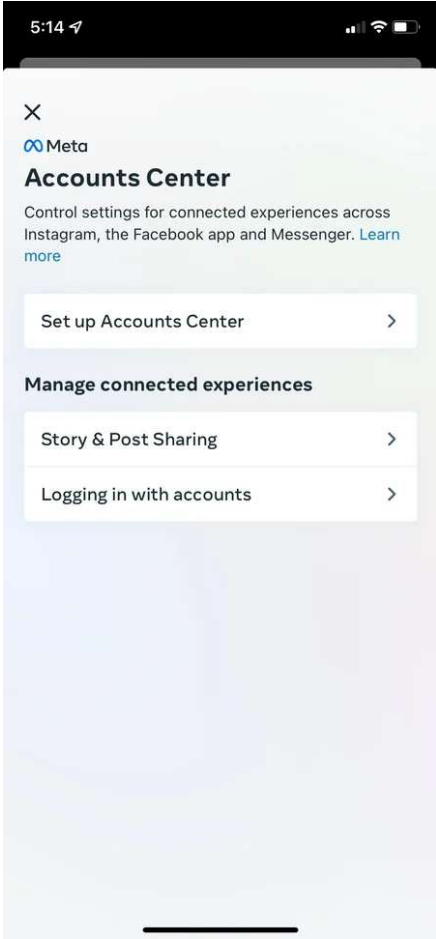 5:14
Meta
Accounts Center
Control settings for connected experiences across
Instagram, the Facebook app and Messenger. Learn
more
Set up Accounts Center
Manage connected experiences
Story & Post Sharing
Logging in with accounts